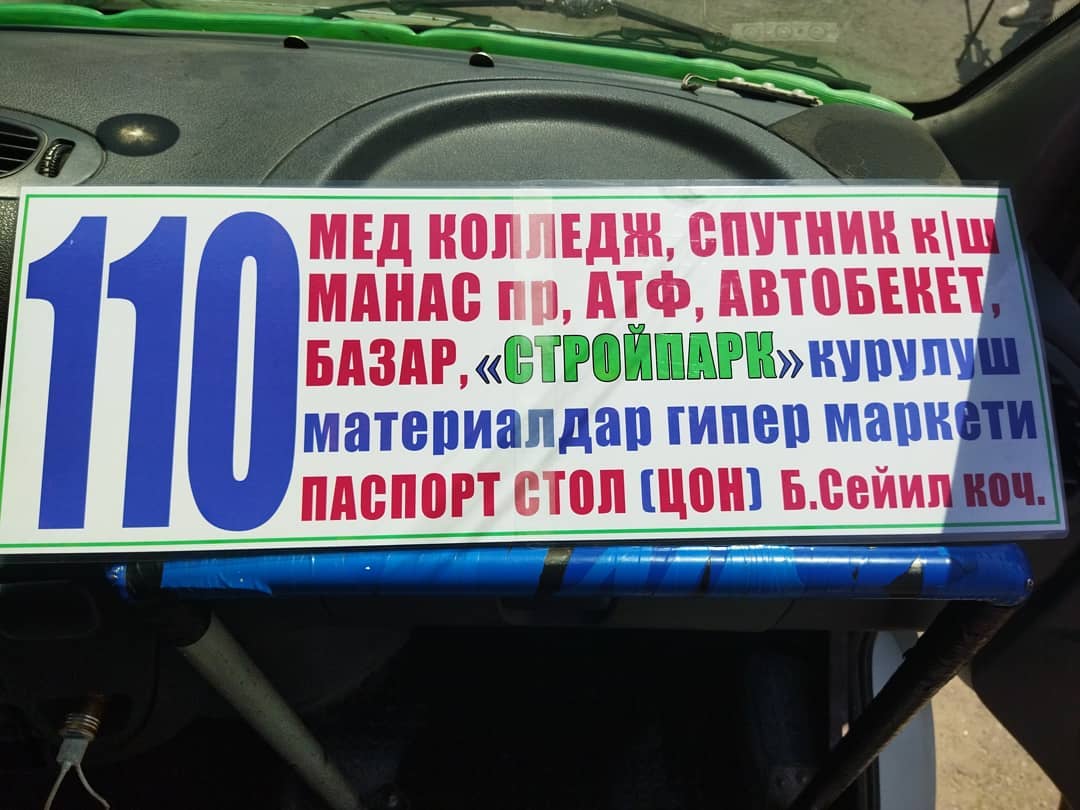 110
МЕД КОЛЛЕДЖ, СПУТНИК к|ш
МАНАС пр, АТФ, АВТОБЕКЕТ,
БАЗАР, «СТРОЙПАРК» курулуш
материалдар гипер маркети
ПАСПОРТ СТОЛ (ЦОН) Б.Сейил коч.